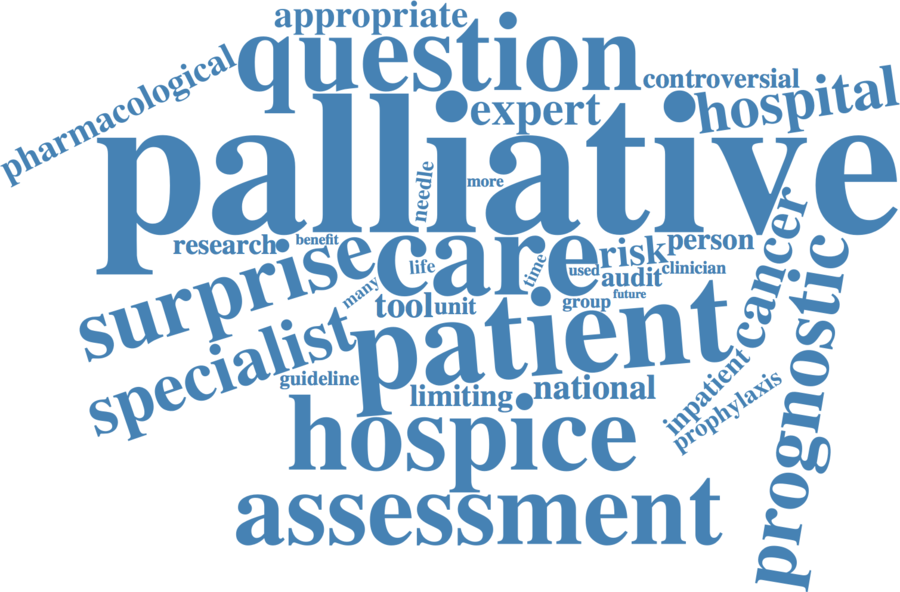 appropriate
question
pharmacological
controversial
expert
hospital
palliative
needle
more
research
benefit
surprise
care
life
time
used
risk
person
audit
clinician
many
tool
unit
group
future
cancer
specialist
patient
prognostic
guideline
limiting
national
inpatient
prophylaxis
hospice
assessment